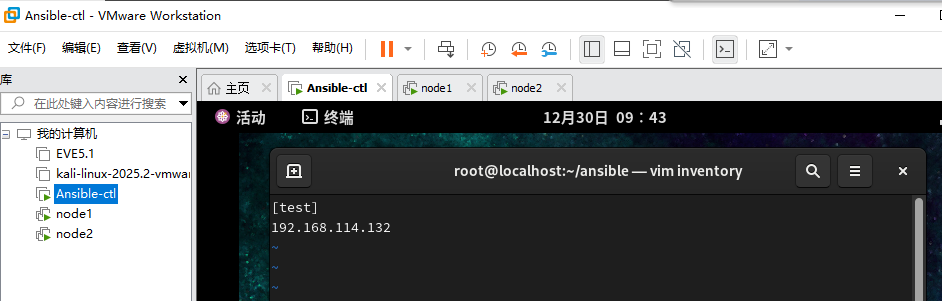 Ansible-ctl - VMware Workstation
文件(F) 编辑(E) 查看(V) 虚拟机(M) 选项卡(T) 帮助(H)
库
在此处键入内容进行搜索
我的计算机
EVE5.1
kali-linux-2025.2-vmwar
Ansible-ctl
node1
node2
主页 Ansible-ctl node1 node2
活动 终端 12月30日 09：43
root@localhost:~/ansible — vim inventory
[test]
192.168.114.132
~
~
~